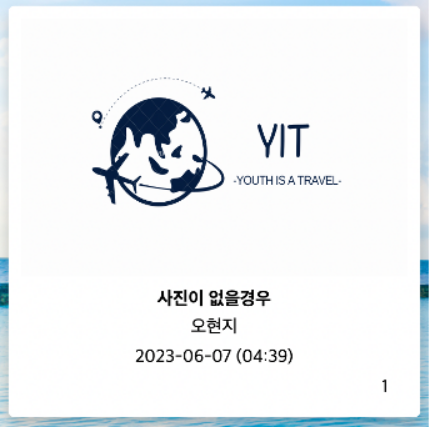 YIT
-YOUTH IS A TRAVEL-
사진이 없을경우
오현지
2023-06-07 (04:39)
1